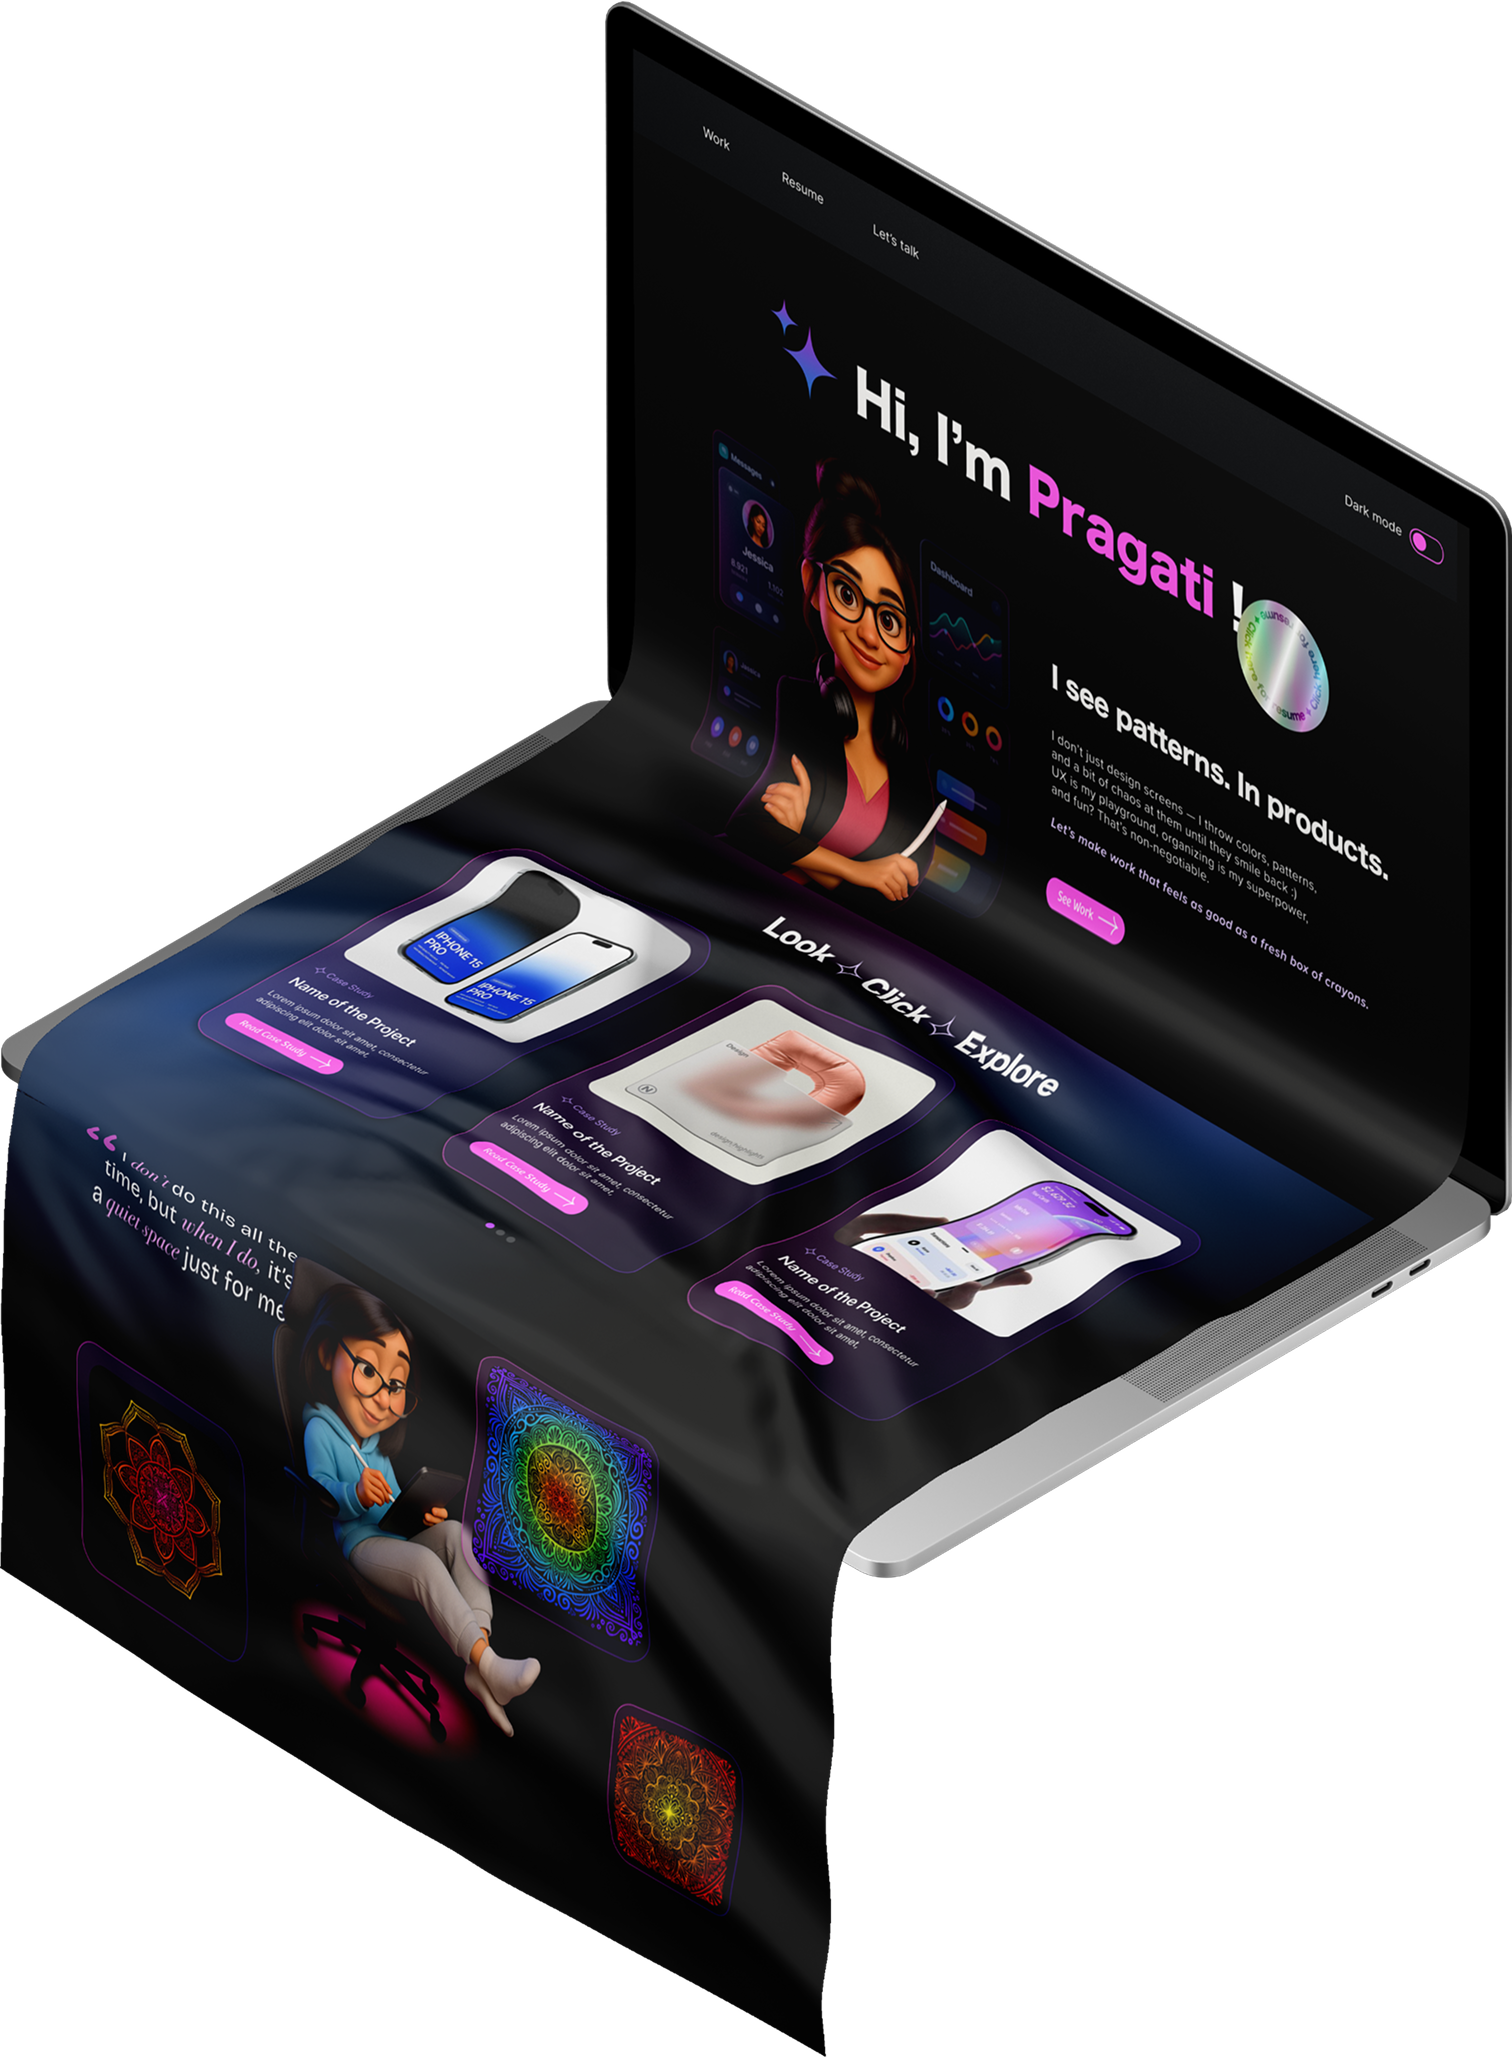 Work
Resume
Let's talk
Dark mode
Hi, I'm Pragati !
Messages
Jessica
8.921
1.102
Jessica
Dashboard
I see patterns. In products.
I don't just design screens — I throw colors, patterns,
and a bit of chaos at them until they smile back :)
UX is my playground, organizing is my superpower,
and fun? That's non-negotiable.
Let's make work that feels as good as a fresh box of crayons.
See Work
Look Click Explore
IPHONE 15
PRO
IPHONE 15
PRO
Case Study
Name of the Project
Lorem ipsum dolor sit amet, consectetur
adipiscing elit dolor sit amet.
Read Case Study
Design
Case Study
Name of the Project
Lorem ipsum dolor sit amet, consectetur
adipiscing elit dolor sit amet.
Read Case Study
Case Study
Name of the Project
Lorem ipsum dolor sit amet, consectetur
adipiscing elit dolor sit amet.
Read Case Study
“ I don't do this all the
time, but when I do, it's
a quiet space just for me